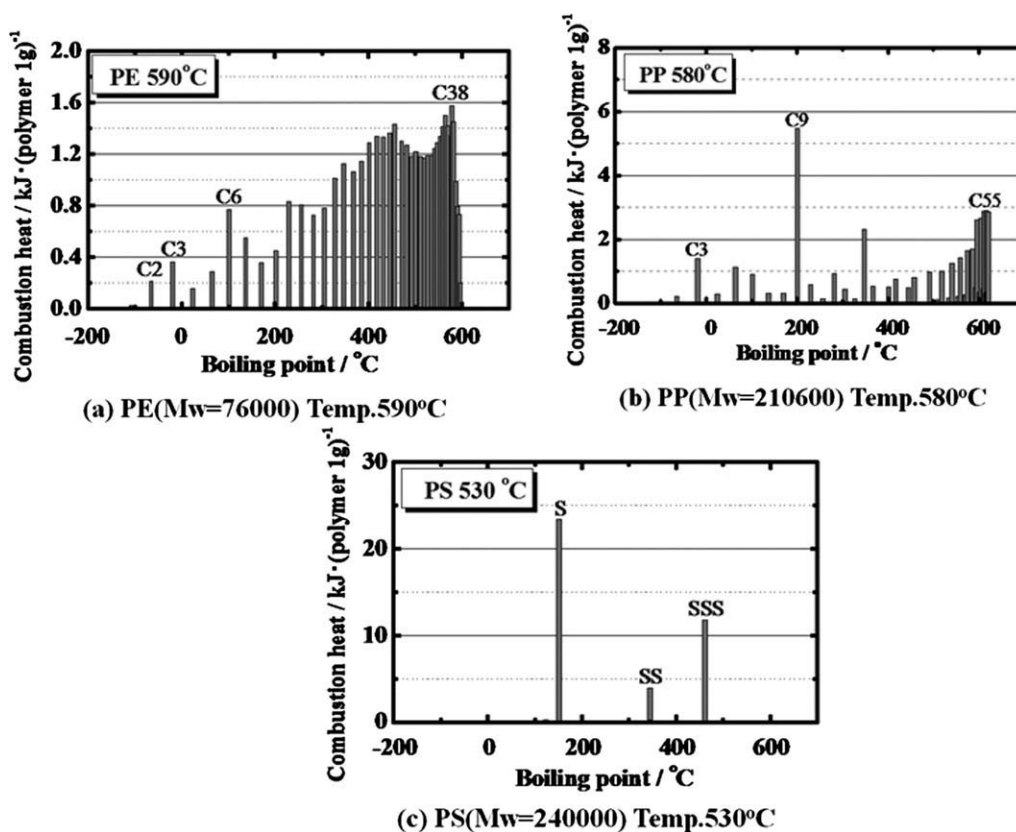 Combustion heat / kJ·(polymer 1g)⁻¹
2.0
1.6
1.2
0.8
0.4
0.0
PE 590°C
C2
C3
C6
C38
-200
0
200
400
600
Boiling point / °C
(a) PE(Mw=76000) Temp.590°C
Combustion heat / kJ·(polymer 1g)⁻¹
8
6
4
2
0
PP 580°C
C3
C9
C55
-200
0
200
400
600
Boiling point / °C
(b) PP(Mw=210600) Temp.580°C
Combustion heat / kJ·(polymer 1g)⁻¹
30
20
10
0
PS 530 °C
S
SS
SSS
-200
0
200
400
600
Boiling point / °C
(c) PS(Mw=240000) Temp.530°C